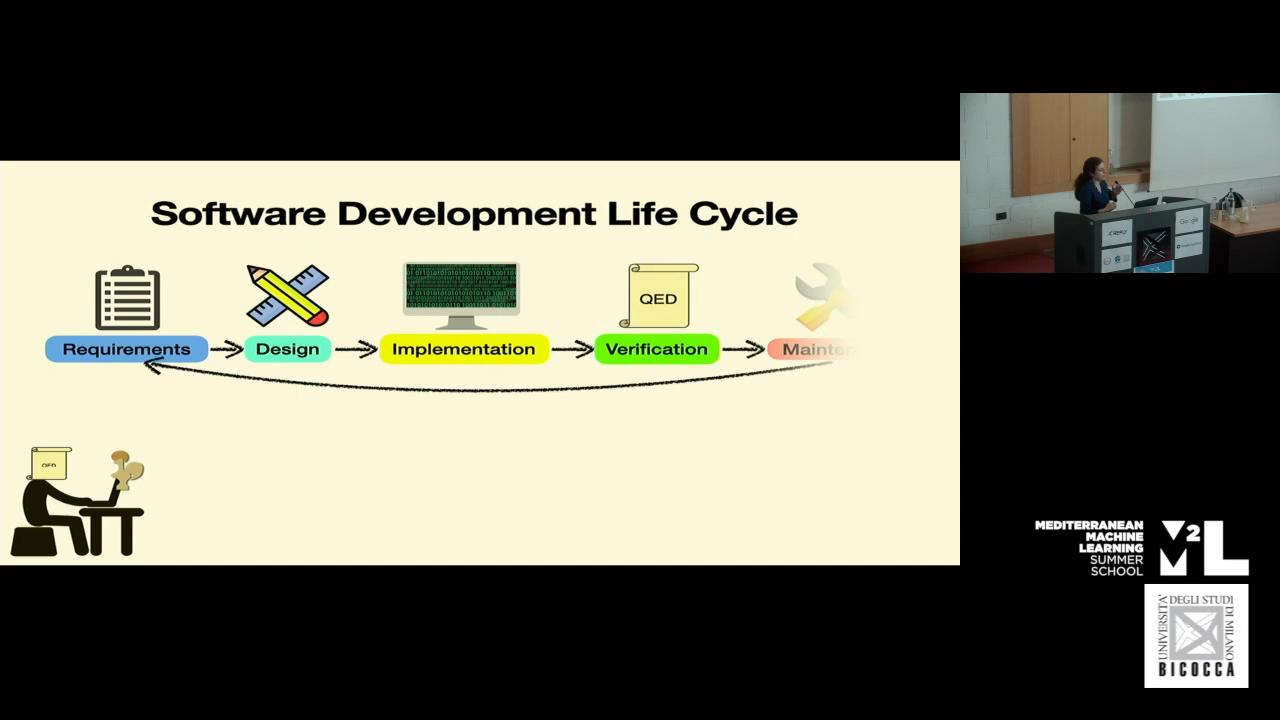 Software Development Life Cycle
QED
Requirements
Design
Implementation
Verification
Mainten
QED
Google
MEDITERRANEAN
MACHINE
LEARNING
SUMMER
SCHOOL
M2L
UNIVERSITÀ
DEGLI STUDI
DI MILANO
BICOCCA